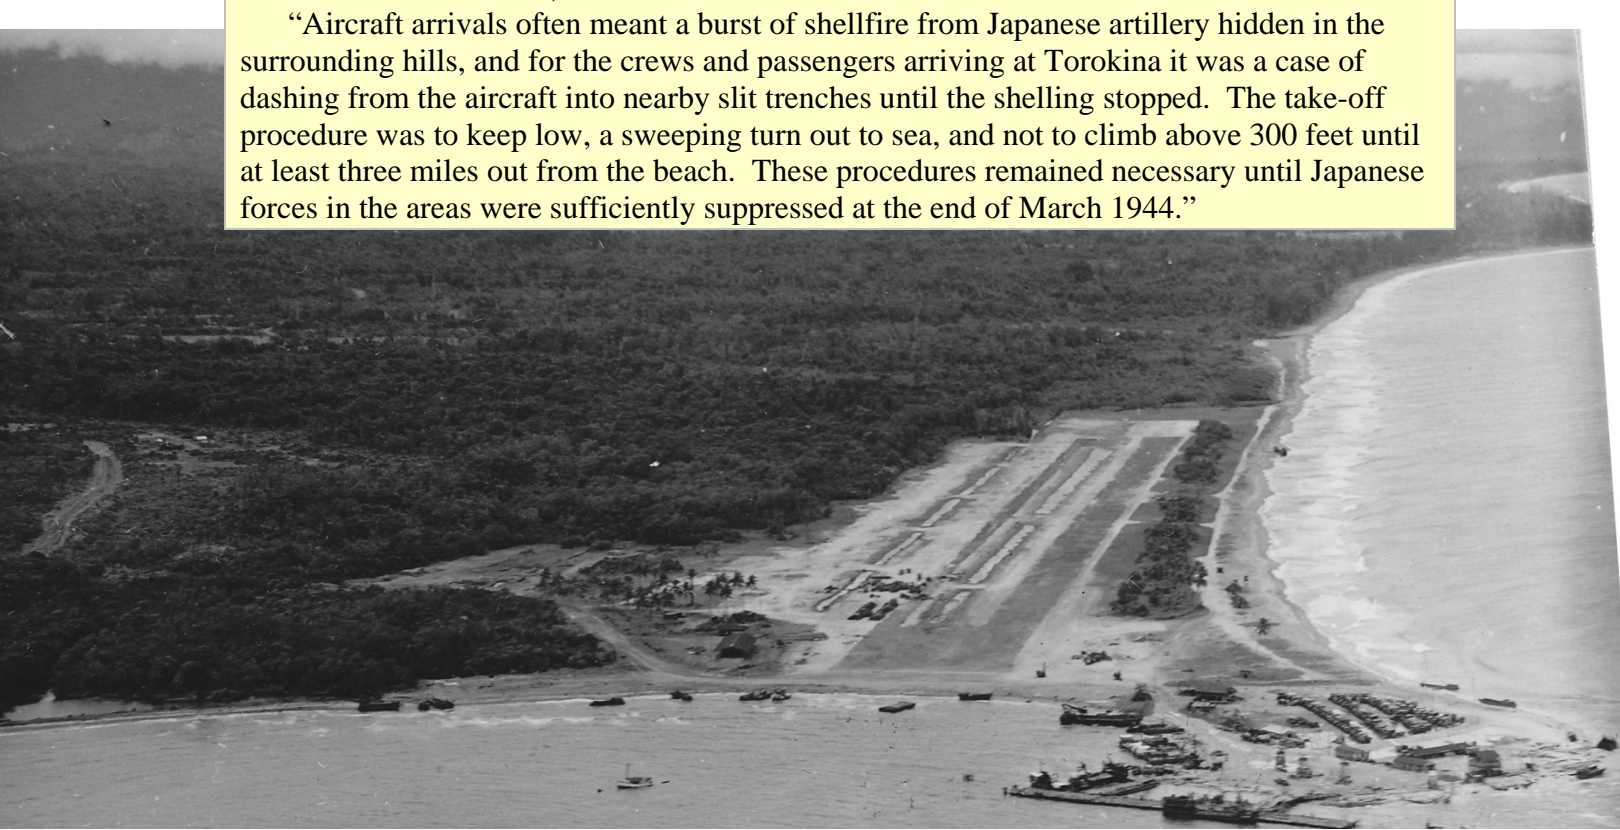 “Aircraft arrivals often meant a burst of shellfire from Japanese artillery hidden in the
surrounding hills, and for the crews and passengers arriving at Torokina it was a case of
dashing from the aircraft into nearby slit trenches until the shelling stopped.  The take-off
procedure was to keep low, a sweeping turn out to sea, and not to climb above 300 feet until
at least three miles out from the beach.  These procedures remained necessary until Japanese
forces in the areas were sufficiently suppressed at the end of March 1944.”